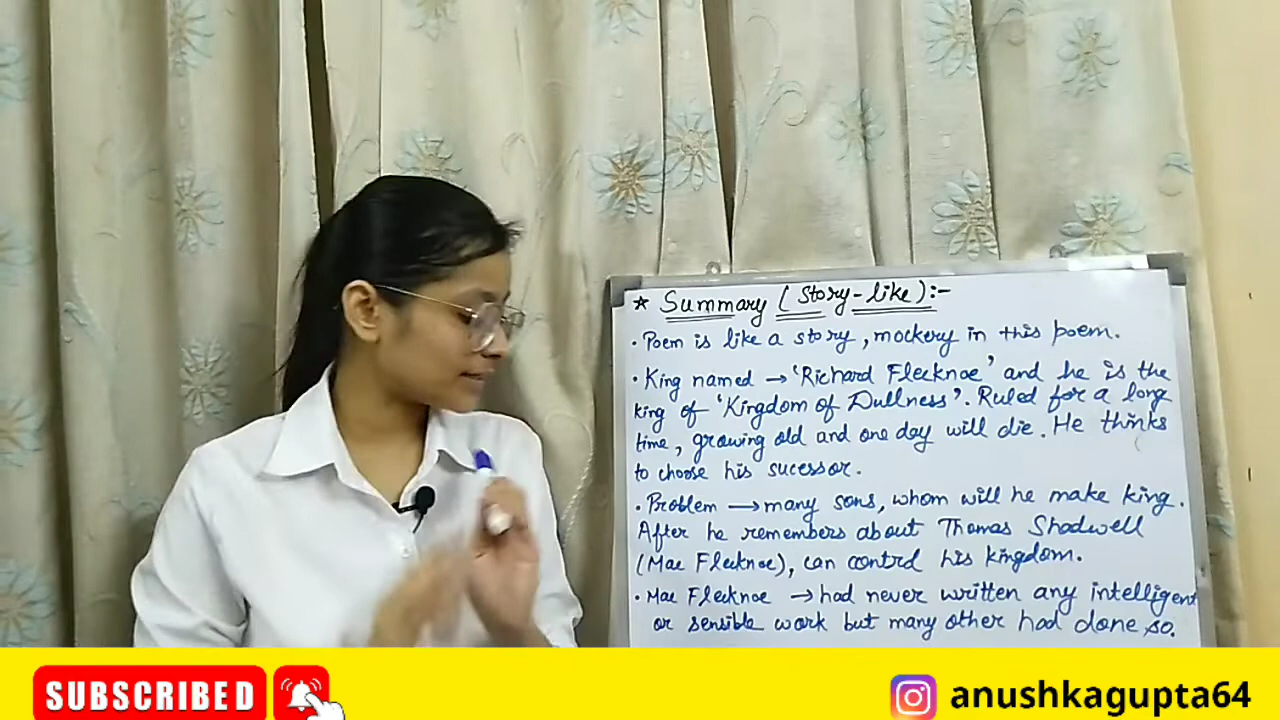 * Summary (Story-like):-
• Poem is like a story, mockery in this poem.
• King named → 'Richard Flecknoe' and he is the
king of 'Kingdom of Dullness'. Ruled for a long
time, growing old and one day will die. He thinks
to choose his sucessor.
• Problem → many sons, whom will he make king.
After he remembers about Thomas Shadwell
(Mac Flecknoe), can control his kingdom.
• Mac Flecknoe → had never written any intelligent
or sensible work but many other had done so.
SUBSCRIBED
anushkagupta64